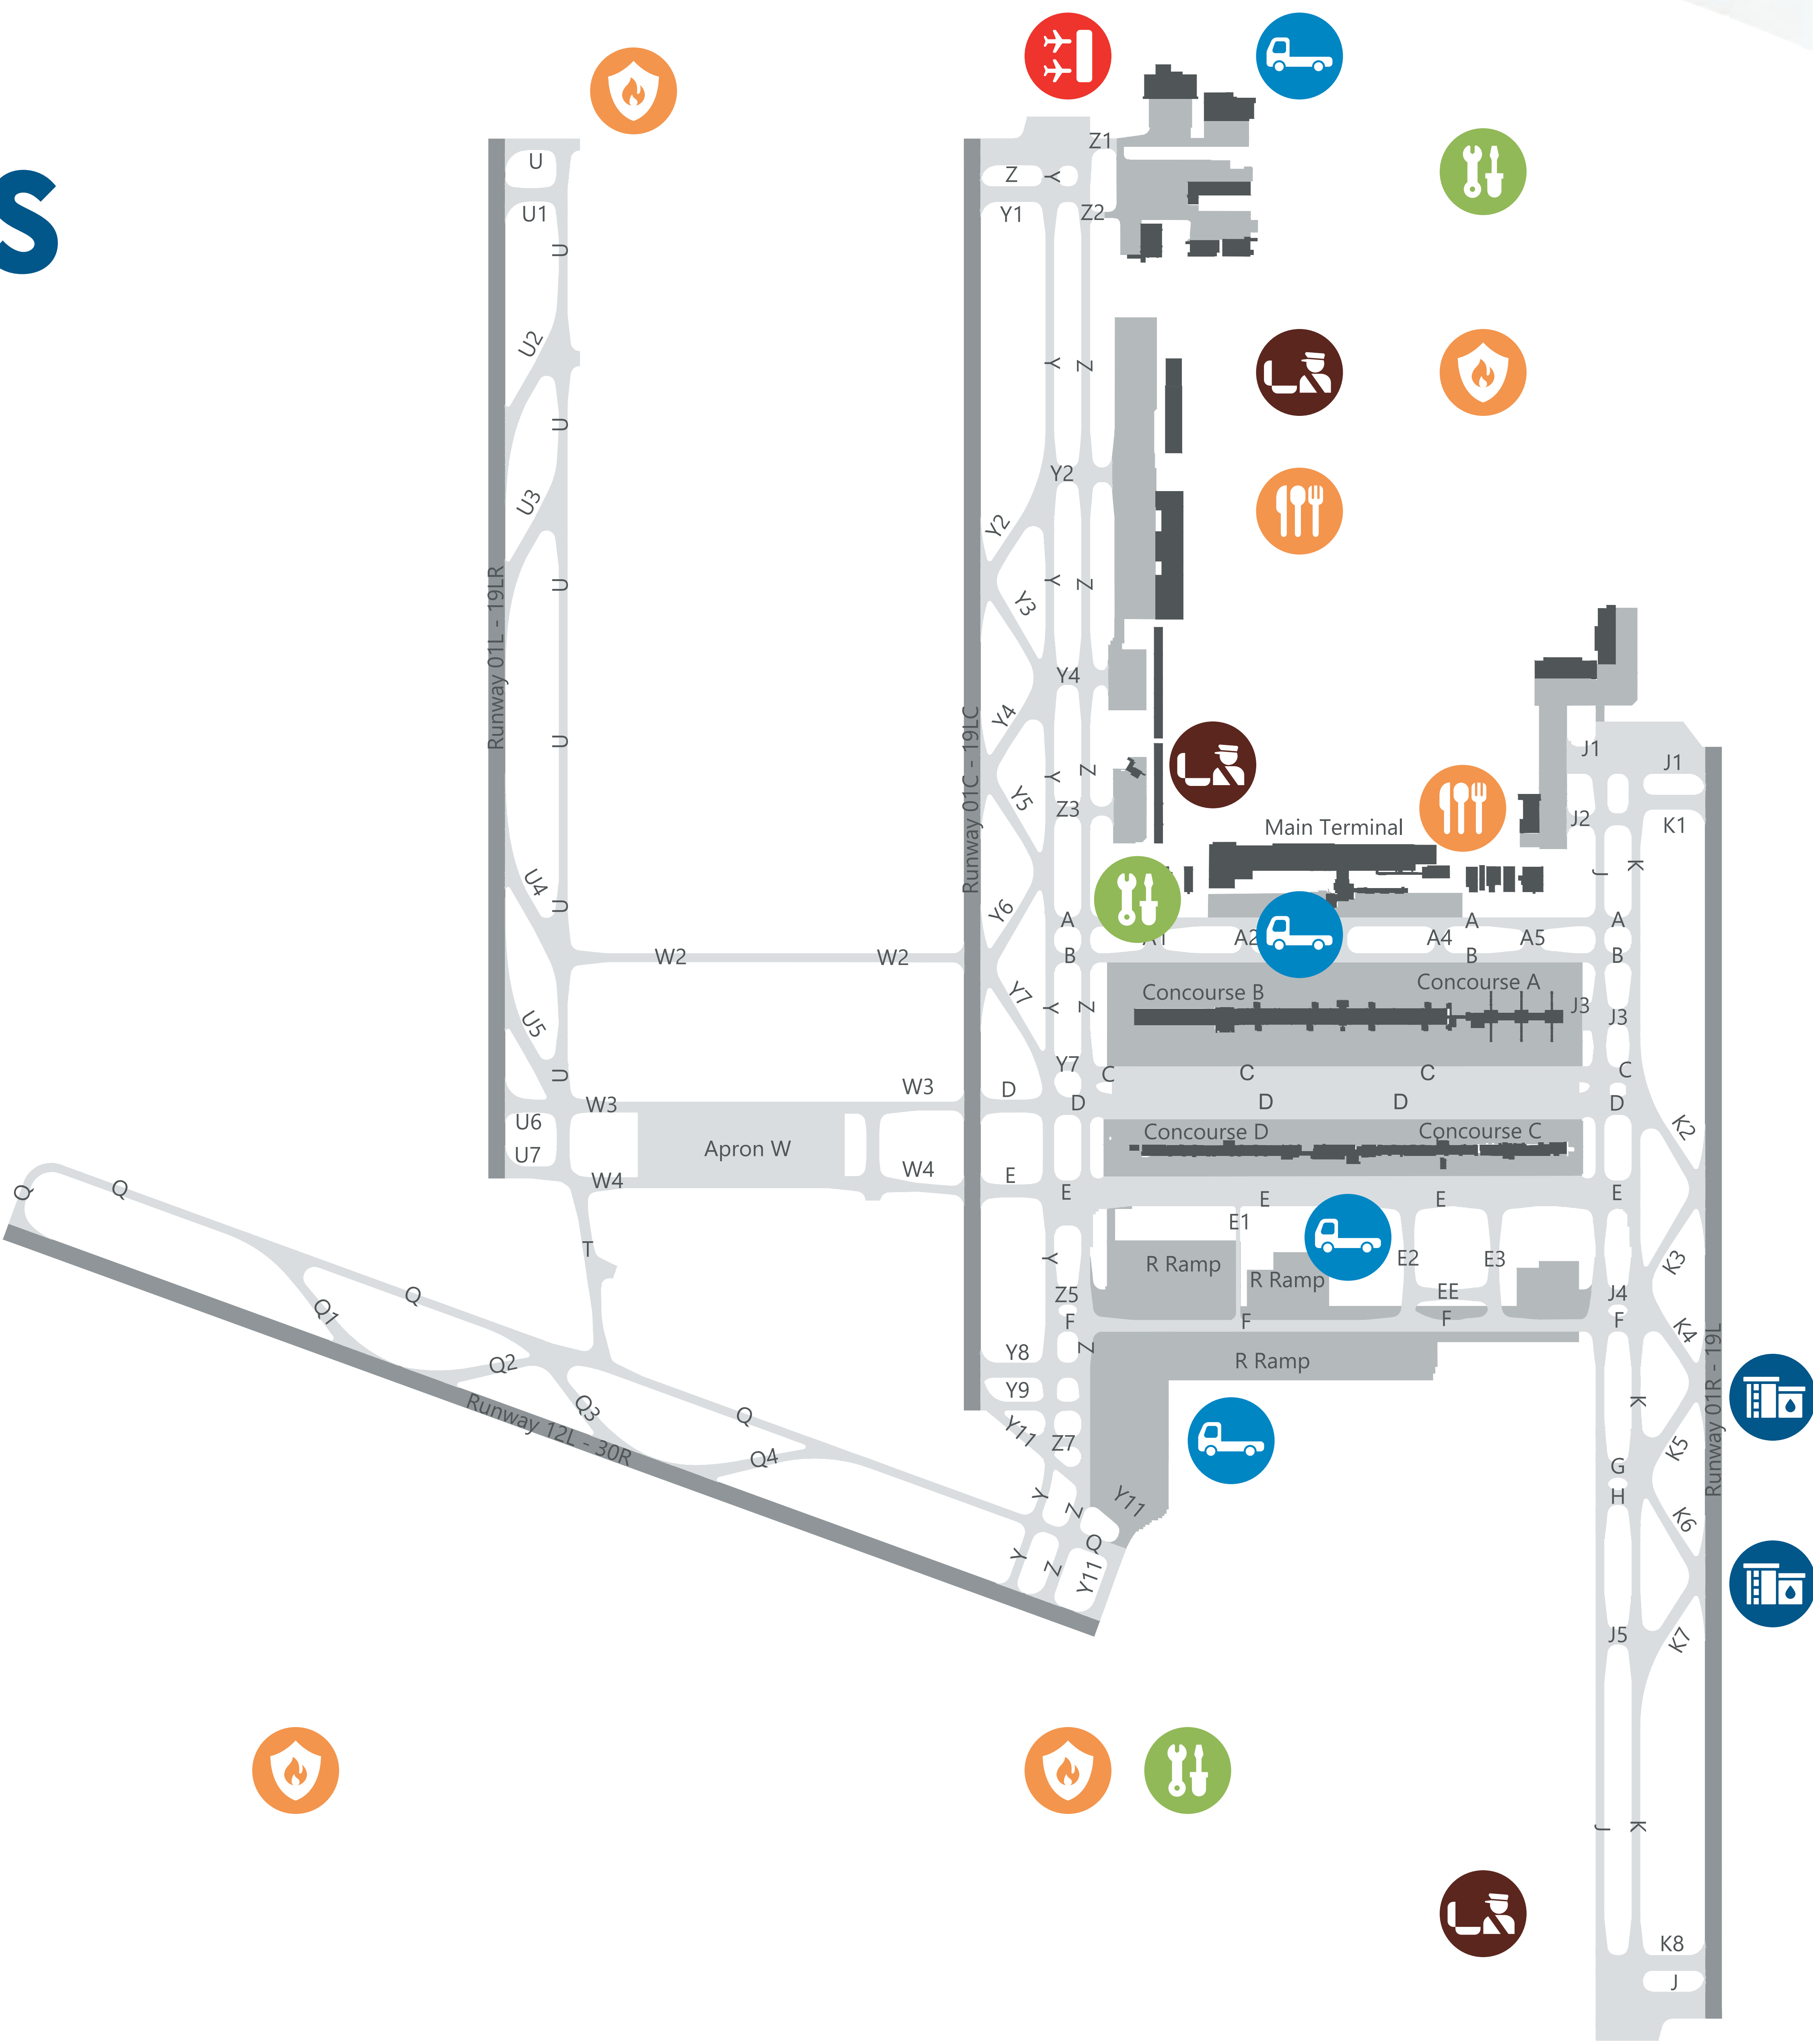 S
U
U1
U
U2
U
U3
U
Runway 01L - 19LR
U
U4
U
U5
U
U6
U7
W2
W2
W3
W3
Apron W
W4
W4
T
Z1
Z
Y
Y1
Z2
Y
Z
Y2
Y2
Y
Z
Y3
Y4
Y4
Runway 01C - 19LC
Y
Z
Y5
Z3
Y6
Main Terminal
J1
J1
J2
K1
J
K
A
A
A
A1
A2
A4
A5
B
B
B
Concourse B
Concourse A
Y7
Y
Z
J3
J3
Y7
C
C
C
C
D
D
D
D
D
Concourse D
Concourse C
K2
E
E
E
E
E
E1
E2
E3
Y
R Ramp
R Ramp
K3
Z5
EE
J4
F
F
F
F
K4
Y8
Z
R Ramp
Y9
K
Runway 01R - 19L
Y11
Z7
K5
G
H
Y
Z
Y11
K6
Q
Y
Z
Y11
J5
K7
Q
Q
Q
Q1
Q2
Q3
Runway 12L - 30R
Q
Q4
J
K
K8
J